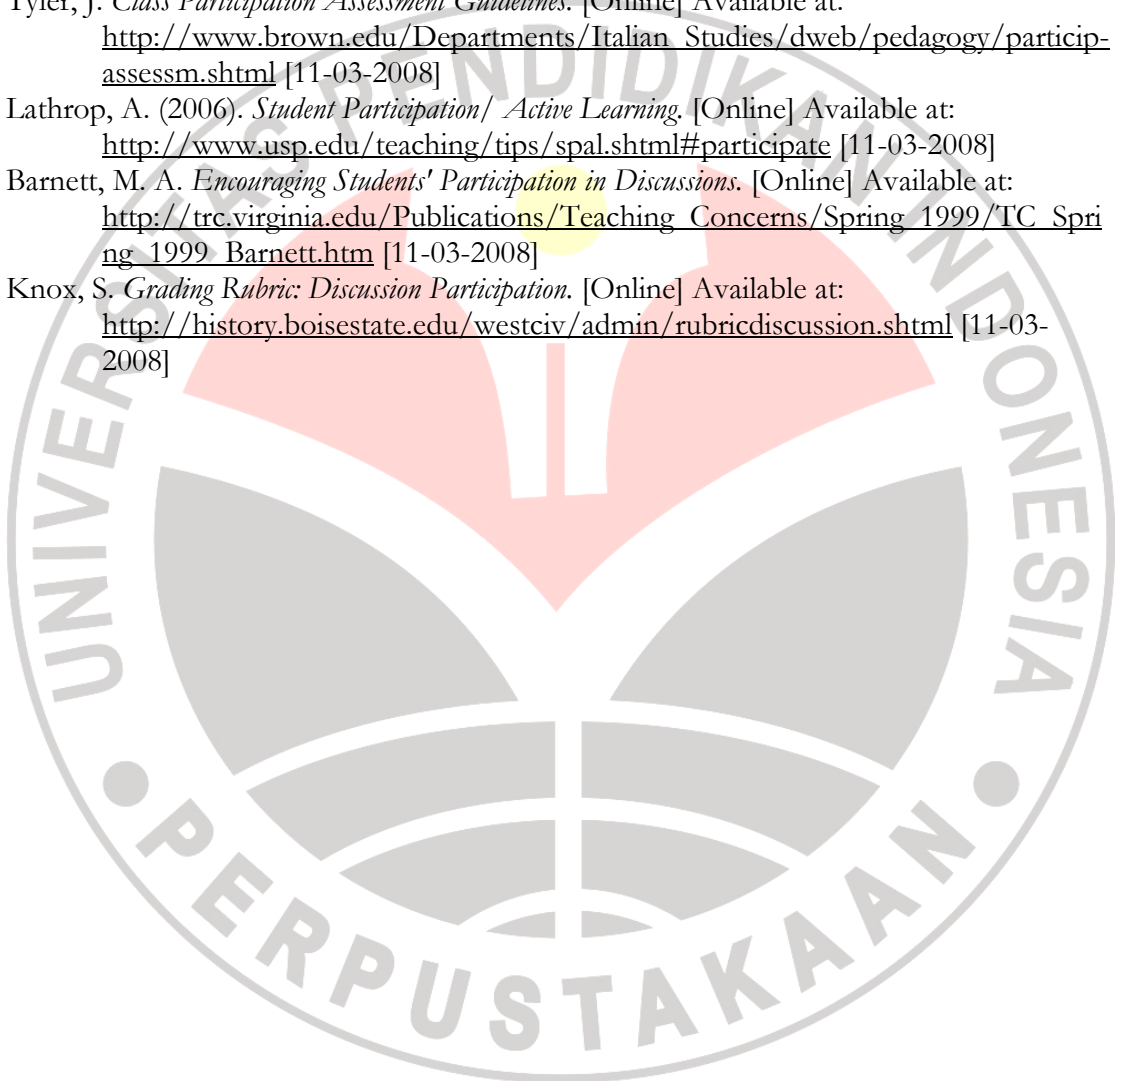 Tyler, J. Class Participation Assessment Guidelines. [Online] Available at:
http://www.brown.edu/Departments/Italian_Studies/dweb/pedagogy/particip-
assessm.shtml [11-03-2008]
Lathrop, A. (2006). Student Participation/ Active Learning. [Online] Available at:
http://www.usp.edu/teaching/tips/spal.shtml#participate [11-03-2008]
Barnett, M. A. Encouraging Students' Participation in Discussions. [Online] Available at:
http://trc.virginia.edu/Publications/Teaching_Concerns/Spring_1999/TC_Spri
ng_1999_Barnett.htm [11-03-2008]
Knox, S. Grading Rubric: Discussion Participation. [Online] Available at:
http://history.boisestate.edu/westciv/admin/rubricdiscussion.shtml [11-03-
2008]
UNIVERSITAS PENDIDIKAN INDONESIA
PERPUSTAKAAN